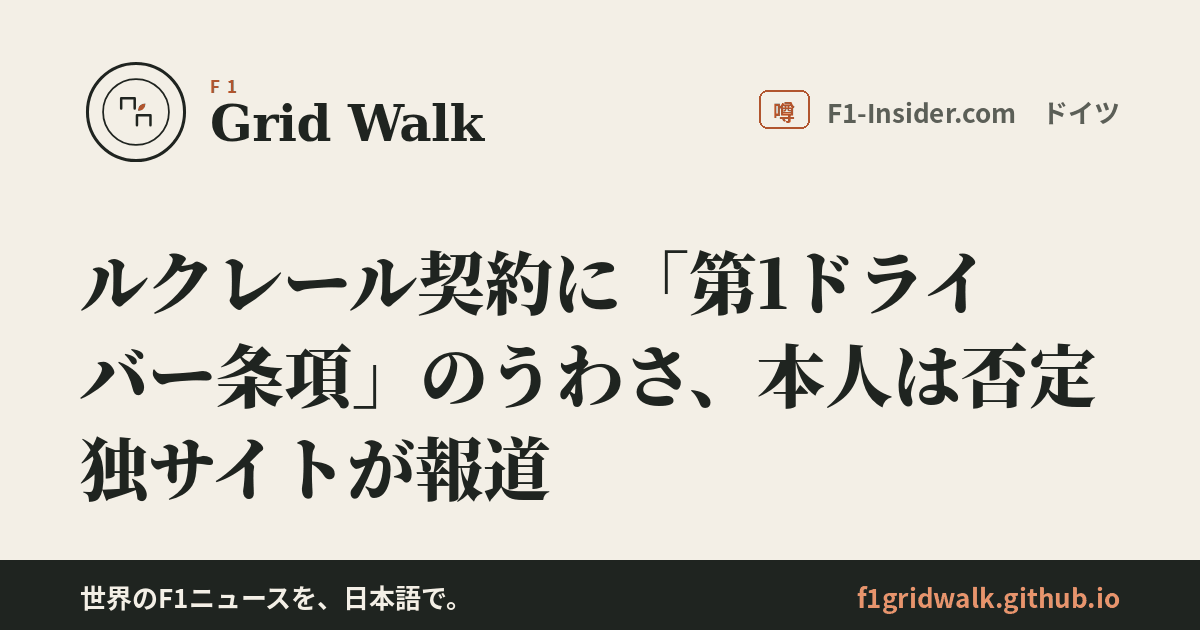 F1
Grid Walk
噂 F1-Insider.com ドイツ
ルクレール契約に「第1ドライ
バー条項」のうわさ、本人は否定
独サイトが報道
世界のF1ニュースを、日本語で。
f1gridwalk.github.io